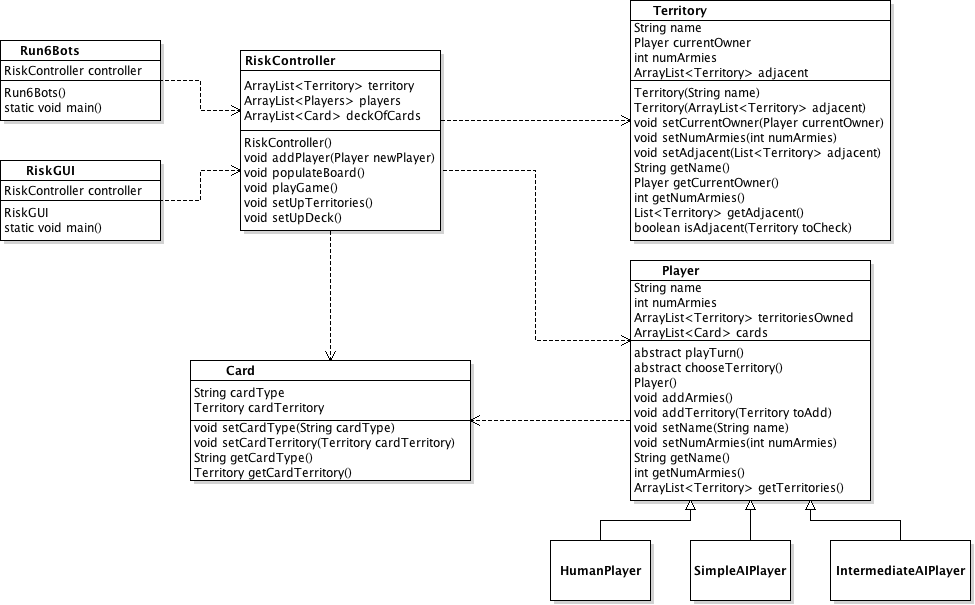 Run6Bots
RiskController controller
Run6Bots()
static void main()
RiskGUI
RiskController controller
RiskGUI
static void main()
RiskController
ArrayList<Territory> territory
ArrayList<Players> players
ArrayList<Card> deckOfCards
RiskController()
void addPlayer(Player newPlayer)
void populateBoard()
void playGame()
void setUpTerritories()
void setUpDeck()
Territory
String name
Player currentOwner
int numArmies
ArrayList<Territory> adjacent
Territory(String name)
Territory(ArrayList<Territory> adjacent)
void setCurrentOwner(Player currentOwner)
void setNumArmies(int numArmies)
void setAdjacent(List<Territory> adjacent)
String getName()
Player getCurrentOwner()
int getNumArmies()
List<Territory> getAdjacent()
boolean isAdjacent(Territory toCheck)
Card
String cardType
Territory cardTerritory
void setCardType(String cardType)
void setCardTerritory(Territory cardTerritory)
String getCardType()
Territory getCardTerritory()
Player
String name
int numArmies
ArrayList<Territory> territoriesOwned
ArrayList<Card> cards
abstract playTurn()
abstract chooseTerritory()
Player()
void addArmies()
void addTerritory(Territory toAdd)
void setName(String name)
void setNumArmies(int numArmies)
String getName()
int getNumArmies()
ArrayList<Territory> getTerritories()
HumanPlayer
SimpleAIPlayer
IntermediateAIPlayer